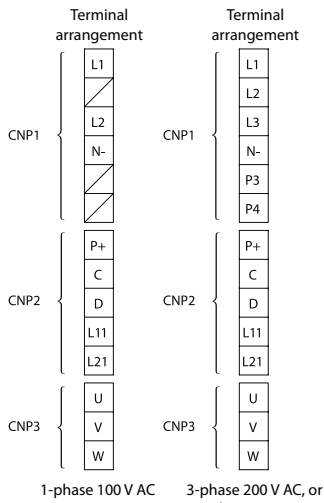 Terminal
arrangement
L1
L2
N-
CNP1
P+
C
D
L11
L21
CNP2
U
V
W
CNP3
1-phase 100 V AC
Terminal
arrangement
L1
L2
L3
N-
P3
P4
CNP1
P+
C
D
L11
L21
CNP2
U
V
W
CNP3
3-phase 200 V AC, or